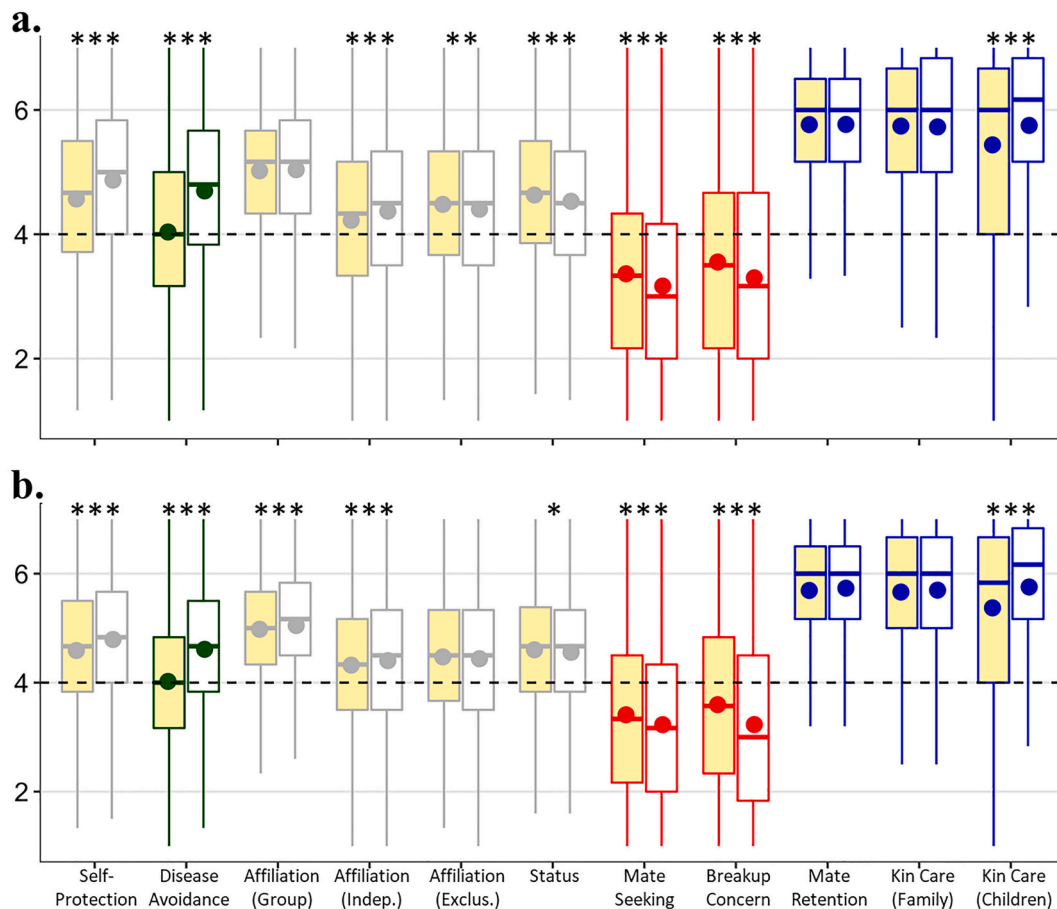 a.
*** *** *** ** *** *** *** ***
6
4
2
b.
*** *** *** *** * *** *** ***
6
4
2
Self- Disease Affiliation Affiliation Affiliation Status Mate Breakup Mate Kin Care Kin Care
Protection Avoidance (Group) (Indep.) (Exclus.) Seeking Concern Retention (Family) (Children)